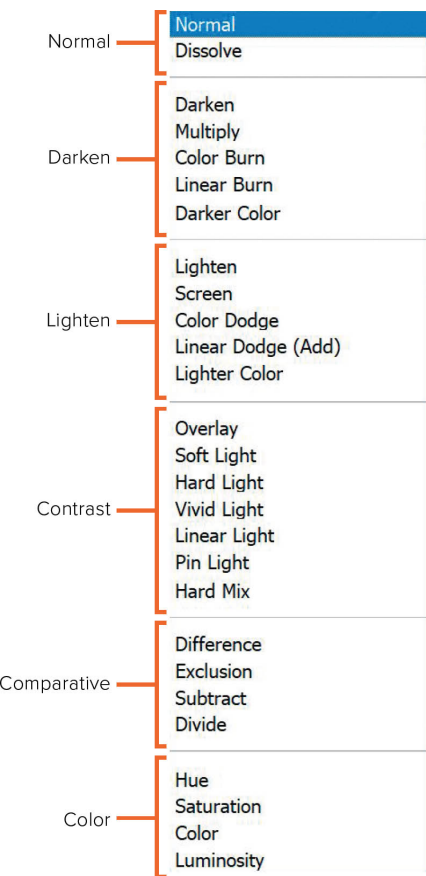 Normal
Normal
Dissolve
Darken
Darken
Multiply
Color Burn
Linear Burn
Darker Color
Lighten
Lighten
Screen
Color Dodge
Linear Dodge (Add)
Lighter Color
Contrast
Overlay
Soft Light
Hard Light
Vivid Light
Linear Light
Pin Light
Hard Mix
Comparative
Difference
Exclusion
Subtract
Divide
Color
Hue
Saturation
Color
Luminosity